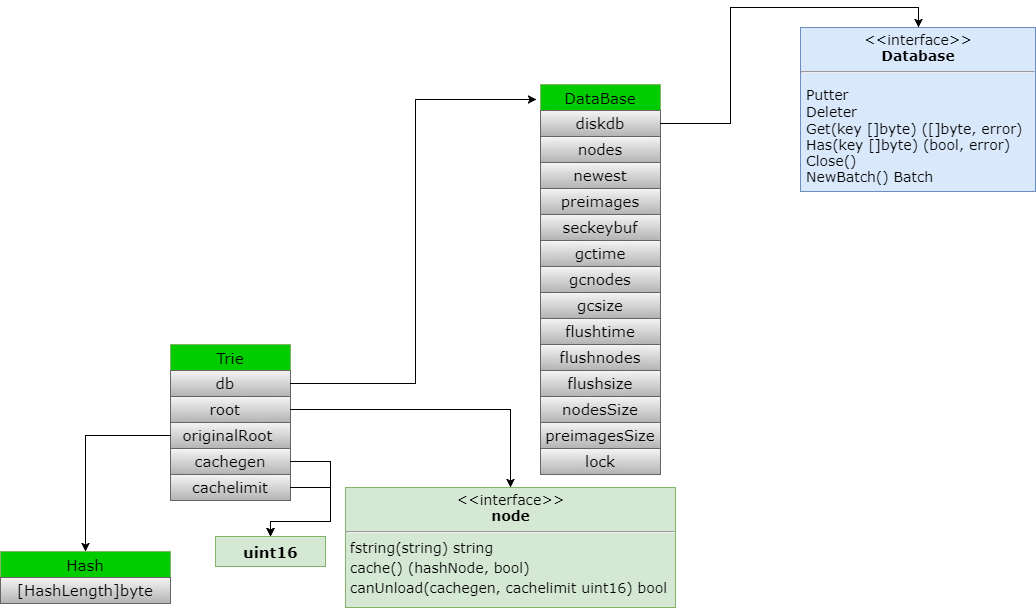 <<interface>>
Database
Putter
Deleter
Get(key []byte) ([]byte, error)
Has(key []byte) (bool, error)
Close()
NewBatch() Batch
DataBase
diskdb
nodes
newest
preimages
seckeybuf
gctime
gcnodes
gcsize
flushtime
flushnodes
flushsize
nodesSize
preimagesSize
lock
Trie
db
root
originalRoot
cachegen
cachelimit
<<interface>>
node
fstring(string) string
cache() (hashNode, bool)
canUnload(cachegen, cachelimit uint16) bool
uint16
Hash
[HashLength]byte